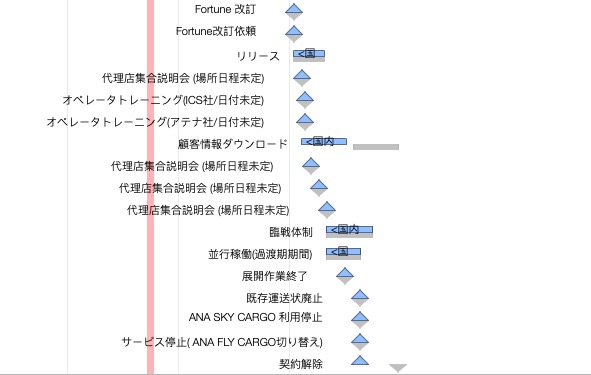 Fortune 改訂
Fortune改訂依頼
リリース <国
代理店集合説明会 (場所日程未定)
オペレータトレーニング(ICS社/日付未定)
オペレータトレーニング(アテナ社/日付未定)
顧客情報ダウンロード <国内
代理店集合説明会 (場所日程未定)
代理店集合説明会 (場所日程未定)
代理店集合説明会 (場所日程未定)
臨戦体制 <国内
並行稼働(過渡期期間) <国
展開作業終了
既存運送状廃止
ANA SKY CARGO 利用停止
サービス停止( ANA FLY CARGO切り替え)
契約解除